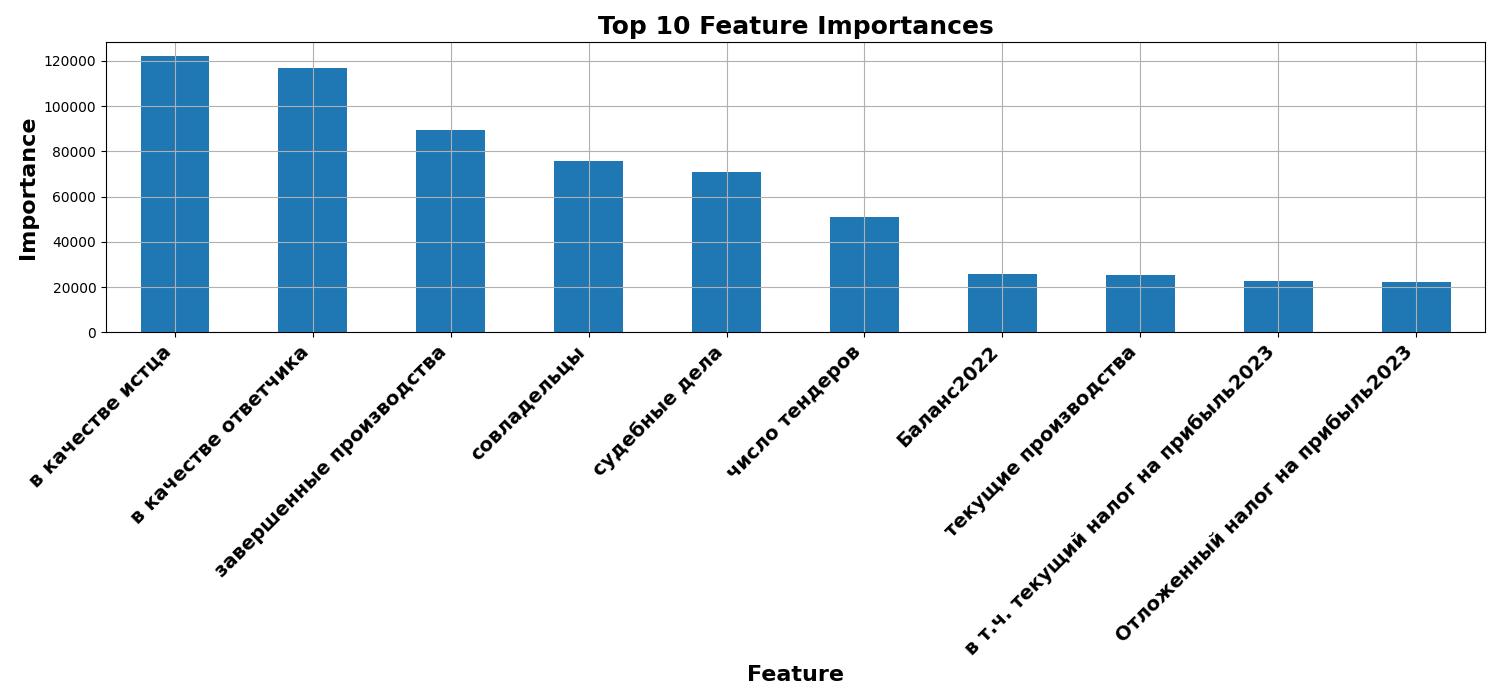 Top 10 Feature Importances
Importance
120000
100000
80000
60000
40000
20000
0
в качестве истца
в качестве ответчика
завершенные производства
совладельцы
судебные дела
число тендеров
Баланс2022
текущие производства
в т.ч. текущий налог на прибыль2023
Отложенный налог на прибыль2023
Feature